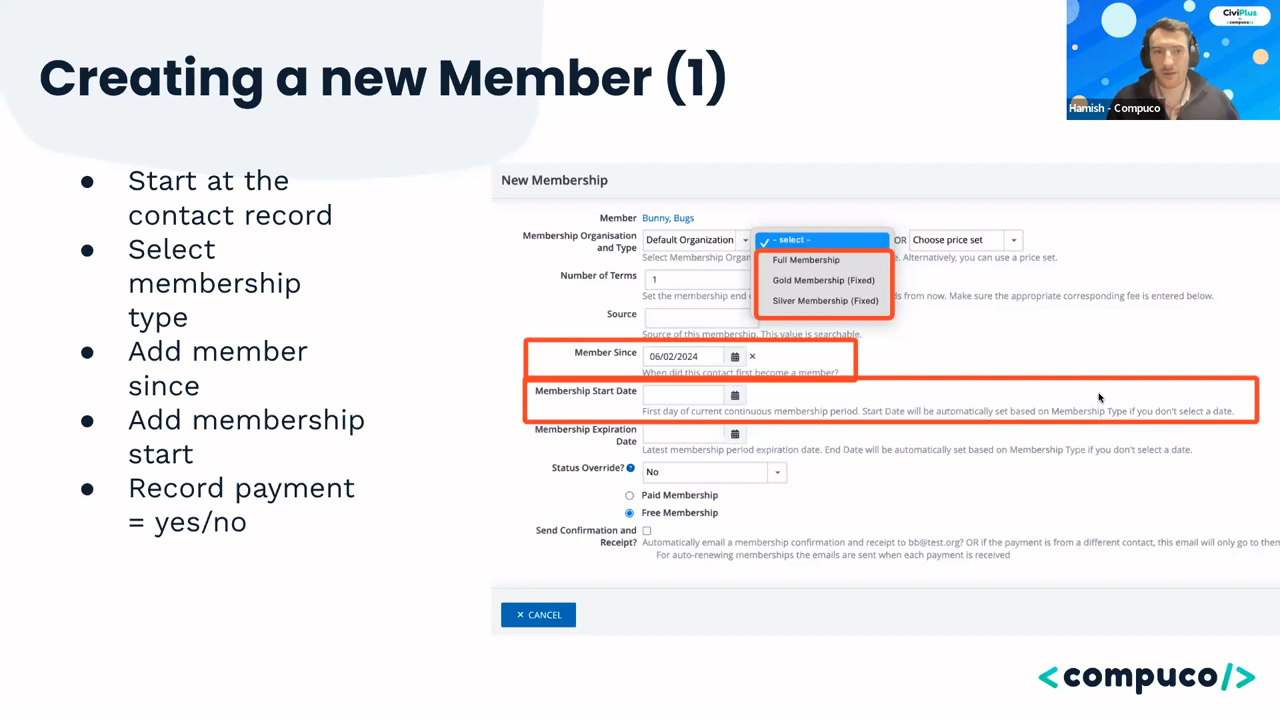 Creating a new Member (1)
CiviPlus
by
<compuco/>
Hamish - Compuco
● Start at the
contact record
● Select
membership
type
● Add member
since
● Add membership
start
● Record payment
= yes/no
New Membership
Member Bunny, Bugs
Membership Organisation
and Type
Default Organization - select - OR Choose price set
Full Membership
Gold Membership (Fixed)
Silver Membership (Fixed)
Select Membership Organ e. Alternatively, you can use a price set.
Number of Terms 1
Set the membership end ds from now. Make sure the appropriate corresponding fee is entered below.
Source
Source of this membership. This value is searchable.
Member Since 06/02/2024 ×
When did this contact first become a member?
Membership Start Date
First day of current continuous membership period. Start Date will be automatically set based on Membership Type if you don't select a date.
Membership Expiration
Date
Latest membership period expiration date. End Date will be automatically set based on Membership Type if you don't select a date.
Status Override? ? No
Paid Membership
Free Membership
Send Confirmation and
Receipt?
Automatically email a membership confirmation and receipt to bb@test.org? OR if the payment is from a different contact, this email will only go to them
For auto-renewing memberships the emails are sent when each payment is received
× CANCEL
<compuco/>